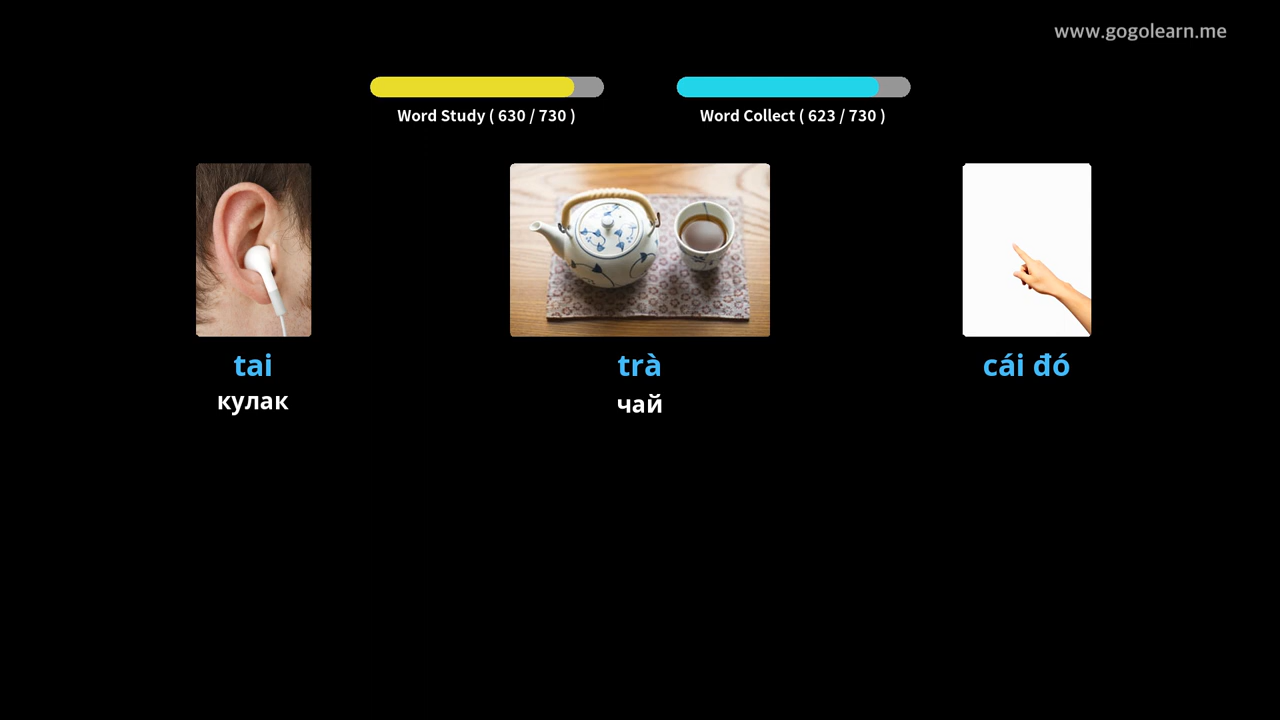 www.gogolearn.me
Word Study ( 630 / 730 )
Word Collect ( 623 / 730 )
tai
кулак
trà
чай
cái đó